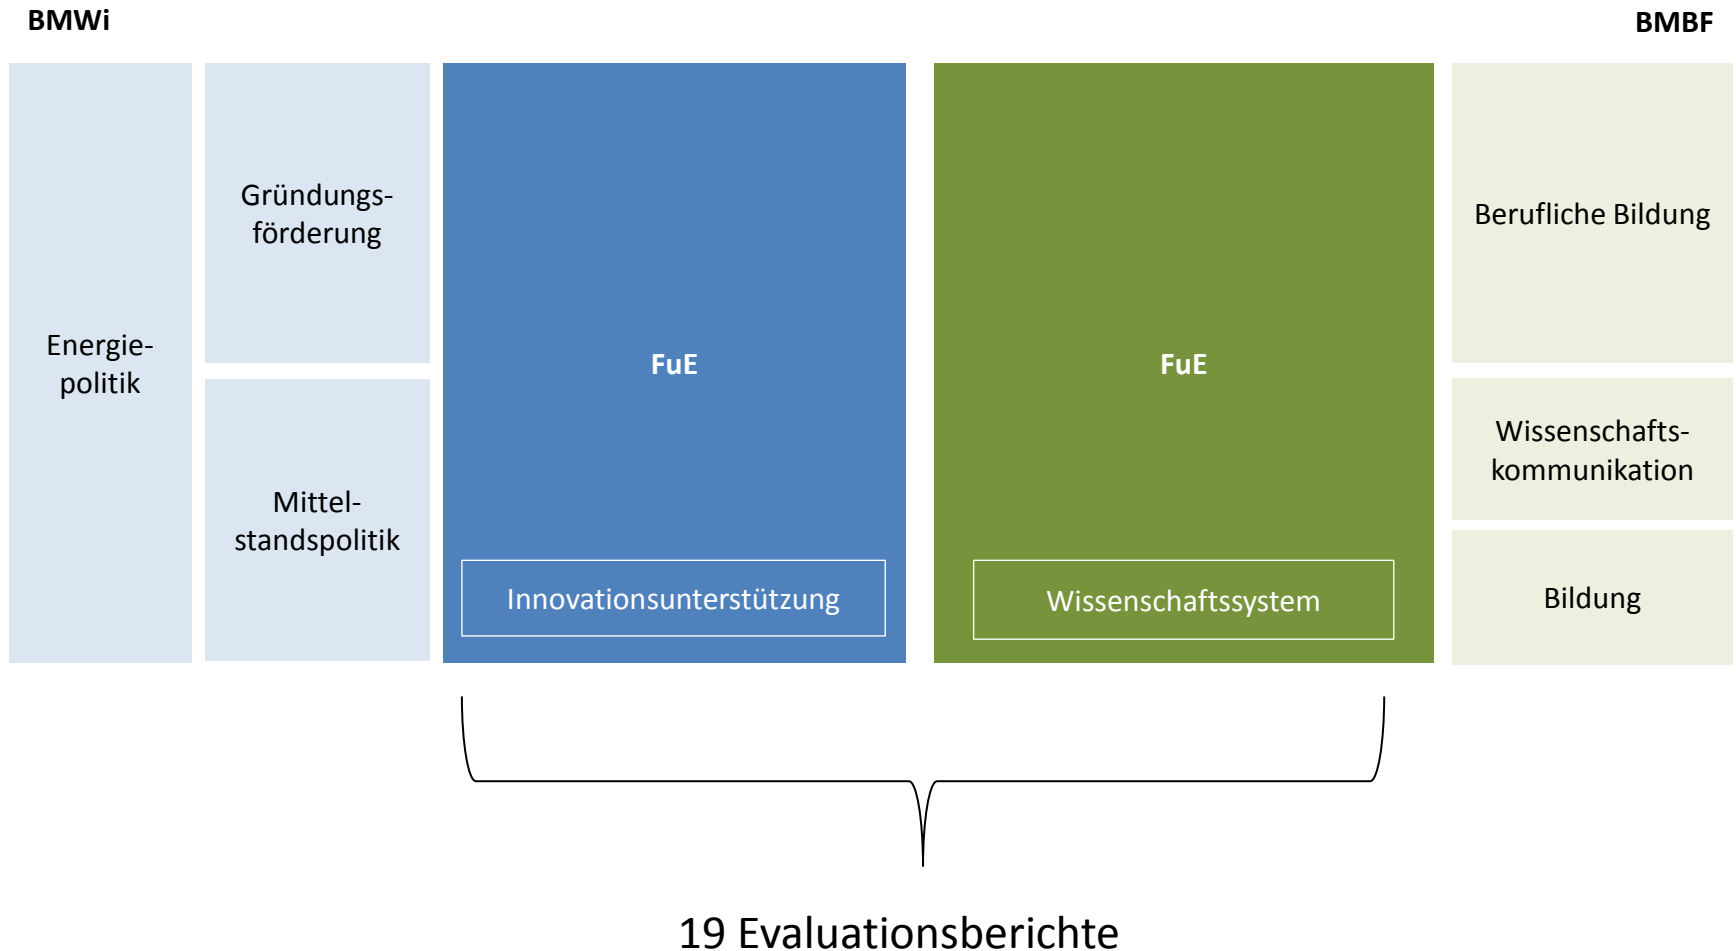 BMWi
BMBF
Energie-
politik
Gründungs-
förderung
Mittel-
standspolitik
FuE
Innovationsunterstützung
FuE
Wissenschaftssystem
Berufliche Bildung
Wissenschafts-
kommunikation
Bildung
19 Evaluationsberichte